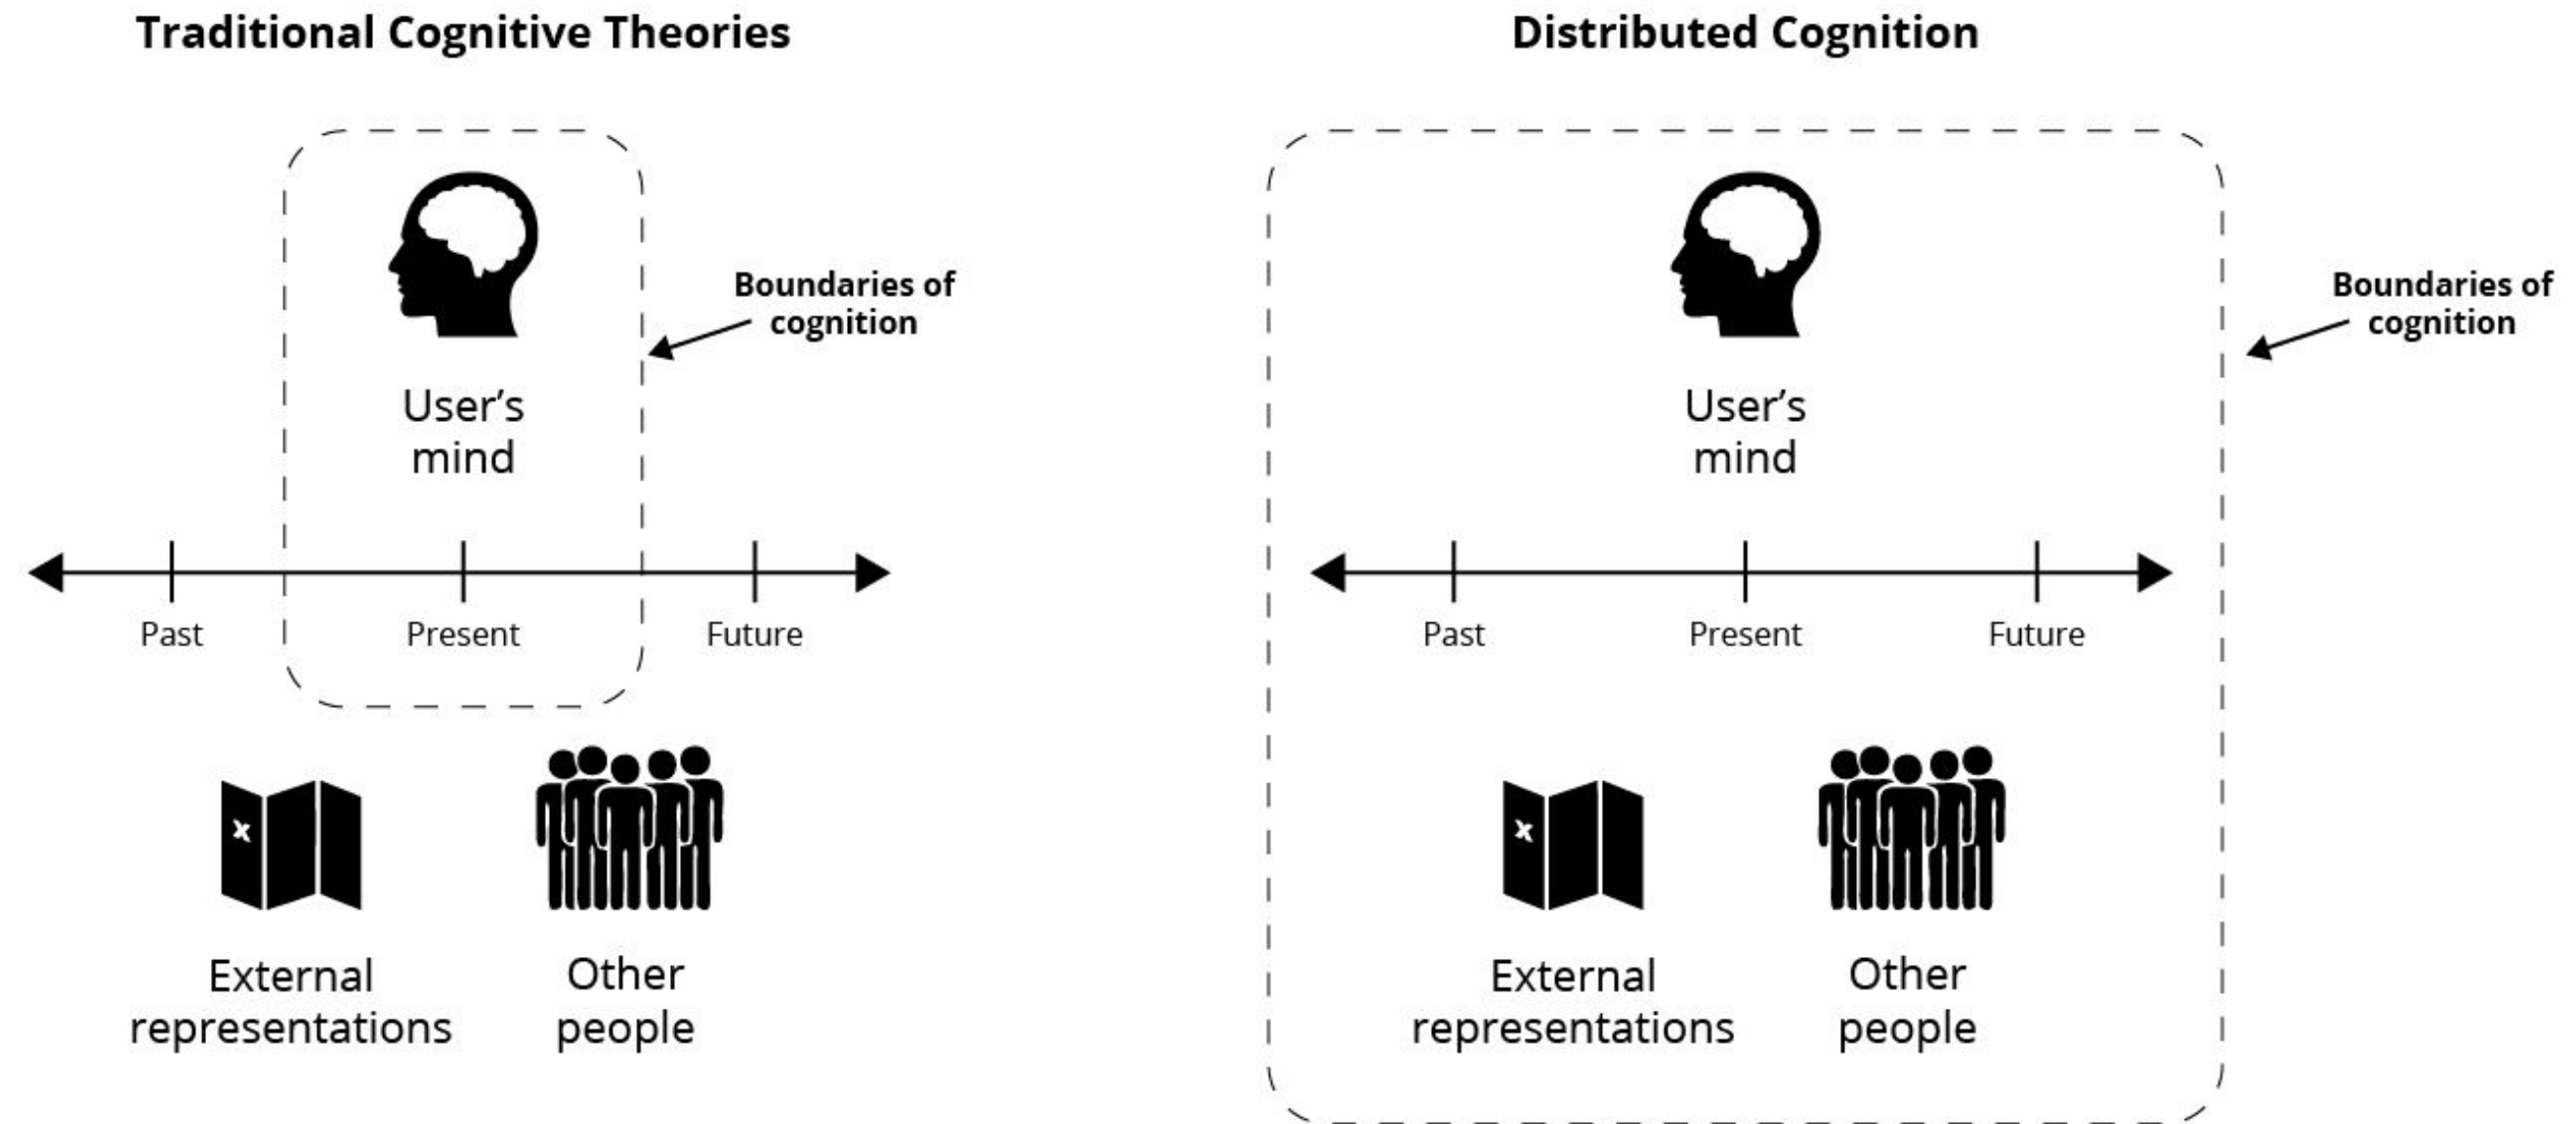 Traditional Cognitive Theories
Boundaries of
cognition
User’s
mind
Past
Present
Future
External
representations
Other
people
Distributed Cognition
Boundaries of
cognition
User’s
mind
Past
Present
Future
x
External
representations
Other
people
x